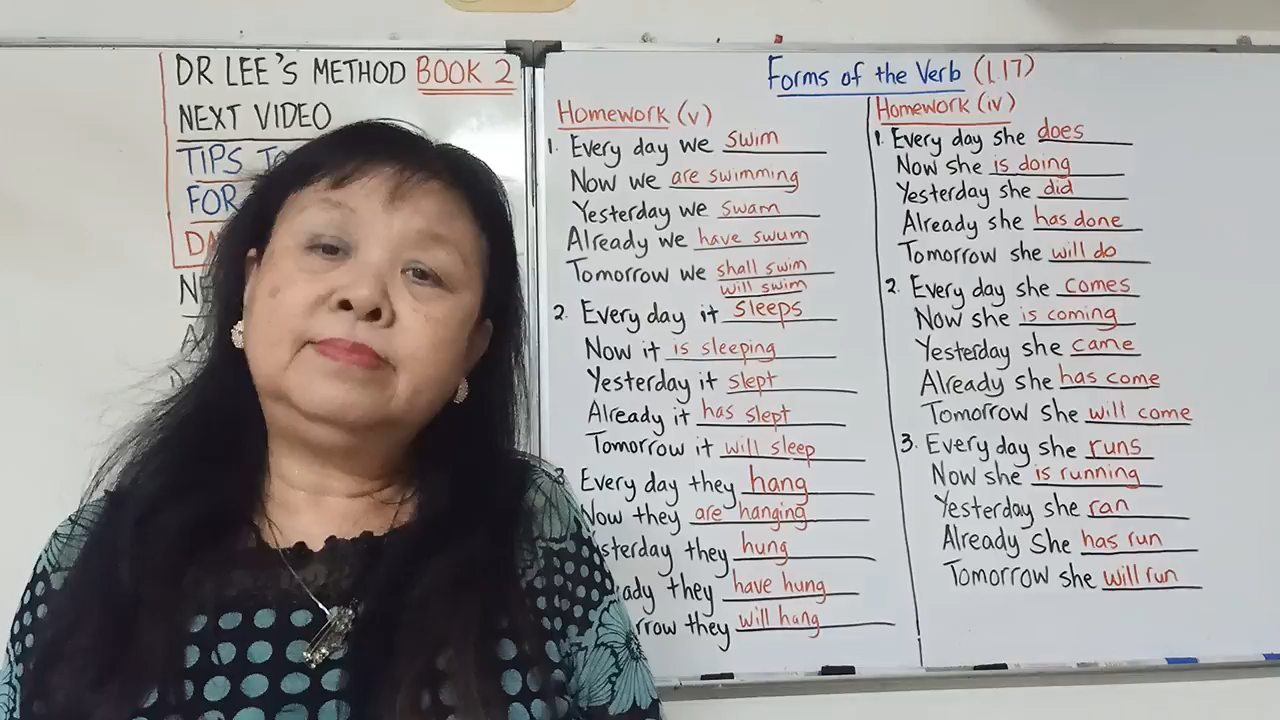 DR LEE'S METHOD BOOK 2
NEXT VIDEO
TIPS
FOR
Forms of the Verb (1.17)
Homework (v)
1. Every day we swim
Now we are swimming
Yesterday we swam
Already we have swum
Tomorrow we shall swim
will swim
2. Every day it sleeps
Now it is sleeping
Yesterday it slept
Already it has slept
Tomorrow it will sleep
Every day they hang
Now they are hanging
sterday they hung
ady they have hung
rrow they will hang
Homework (iv)
1. Every day she does
Now she is doing
Yesterday she did
Already she has done
Tomorrow she will do
2. Every day she comes
Now she is coming
Yesterday she came
Already she has come
Tomorrow she will come
3. Every day she runs
Now she is running
Yesterday she ran
Already she has run
Tomorrow she will run